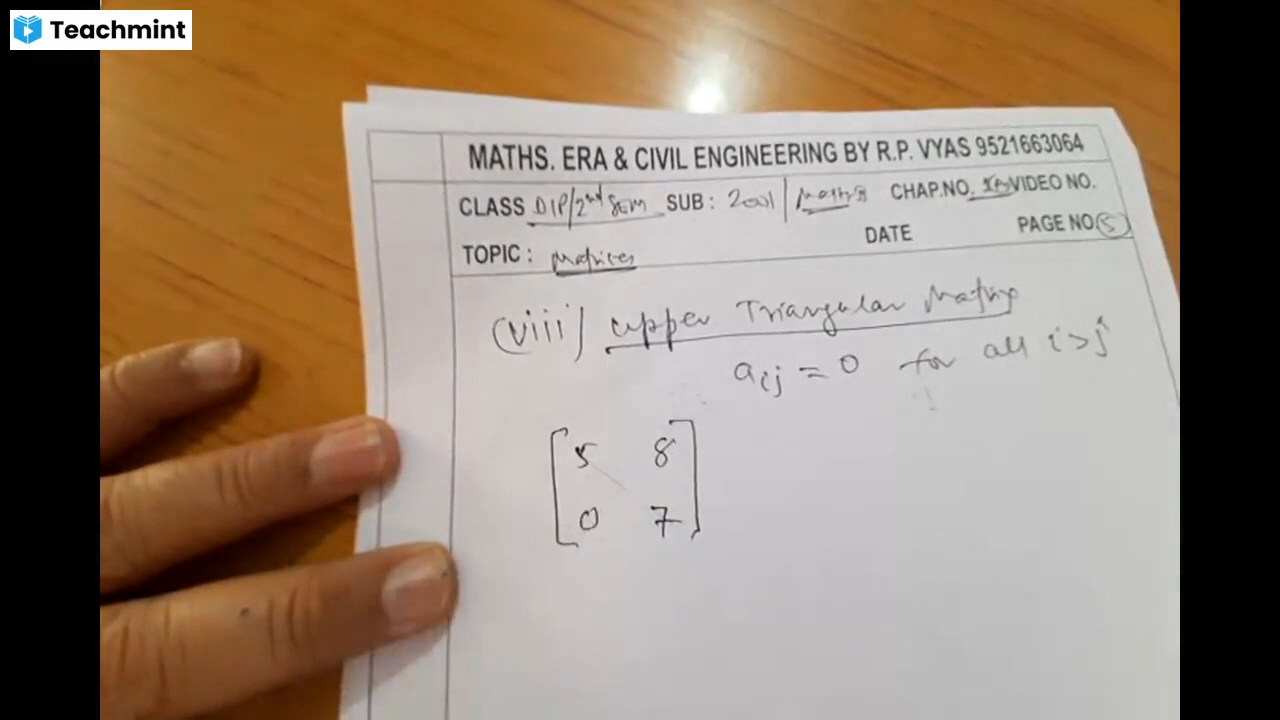 Teachmint
MATHS. ERA & CIVIL ENGINEERING BY R.P. VYAS 9521663064
CLASS DIP/2nd Sem SUB : 2001 / Maths CHAP.NO. VIDEO NO.
TOPIC : Matrices DATE PAGE NO 5
(viii) Upper Triangular Matrix
aij = 0 for all i>j
5 8
0 7